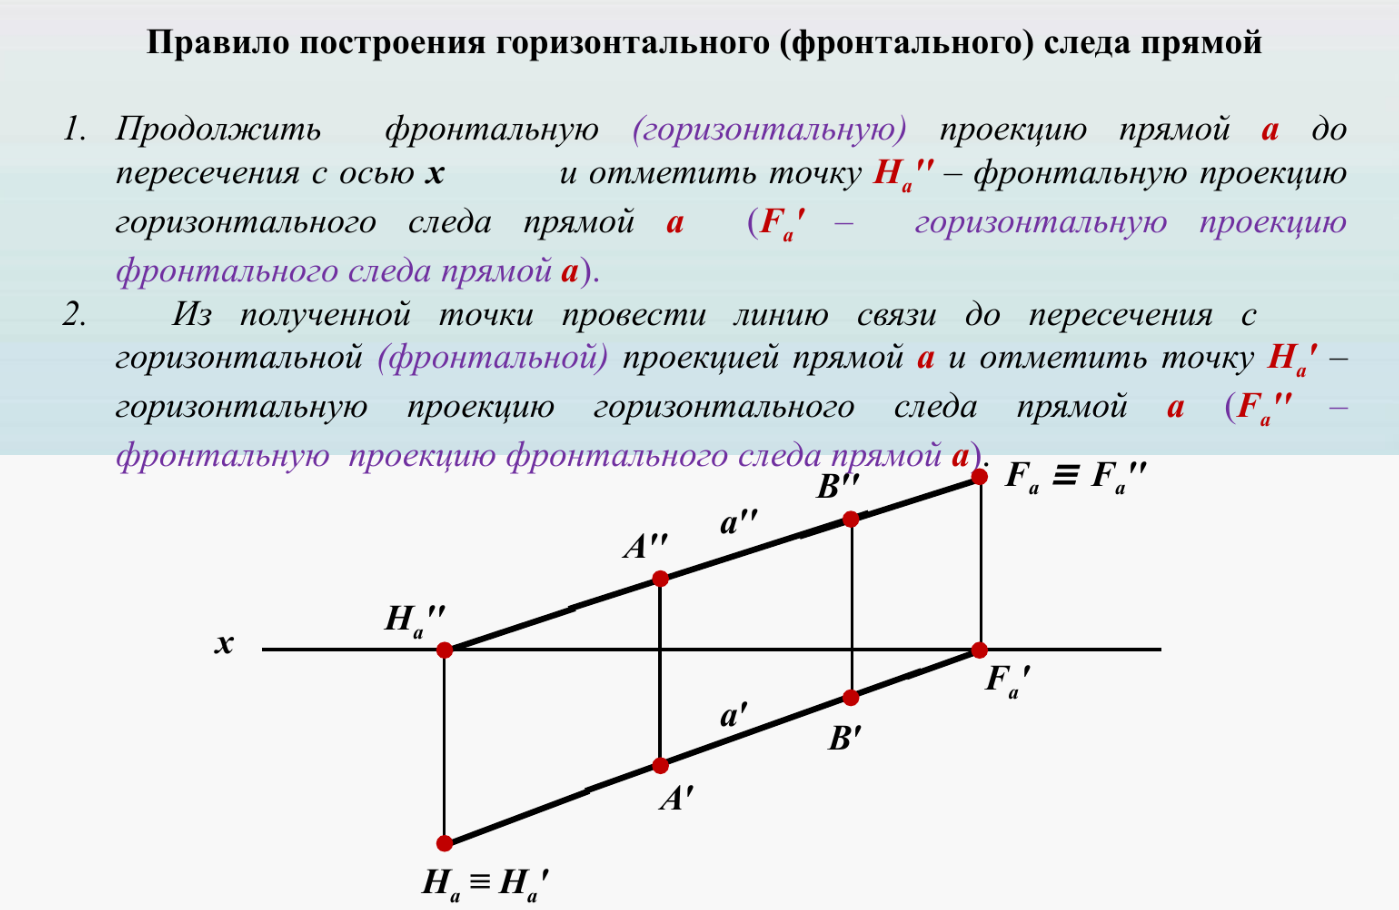 Правило построения горизонтального (фронтального) следа прямой
1. Продолжить фронтальную (горизонтальную) проекцию прямой a до
пересечения с осью x и отметить точку Hₐ'' – фронтальную проекцию
горизонтального следа прямой a (Fₐ' – горизонтальную проекцию
фронтального следа прямой a).
2. Из полученной точки провести линию связи до пересечения с
горизонтальной (фронтальной) проекцией прямой a и отметить точку Hₐ' –
горизонтальную проекцию горизонтального следа прямой a (Fₐ'' –
фронтальную проекцию фронтального следа прямой a).
Fₐ ≡ Fₐ''
B''
a''
A''
Hₐ''
x
Fₐ'
a'
B'
A'
Hₐ ≡ Hₐ'